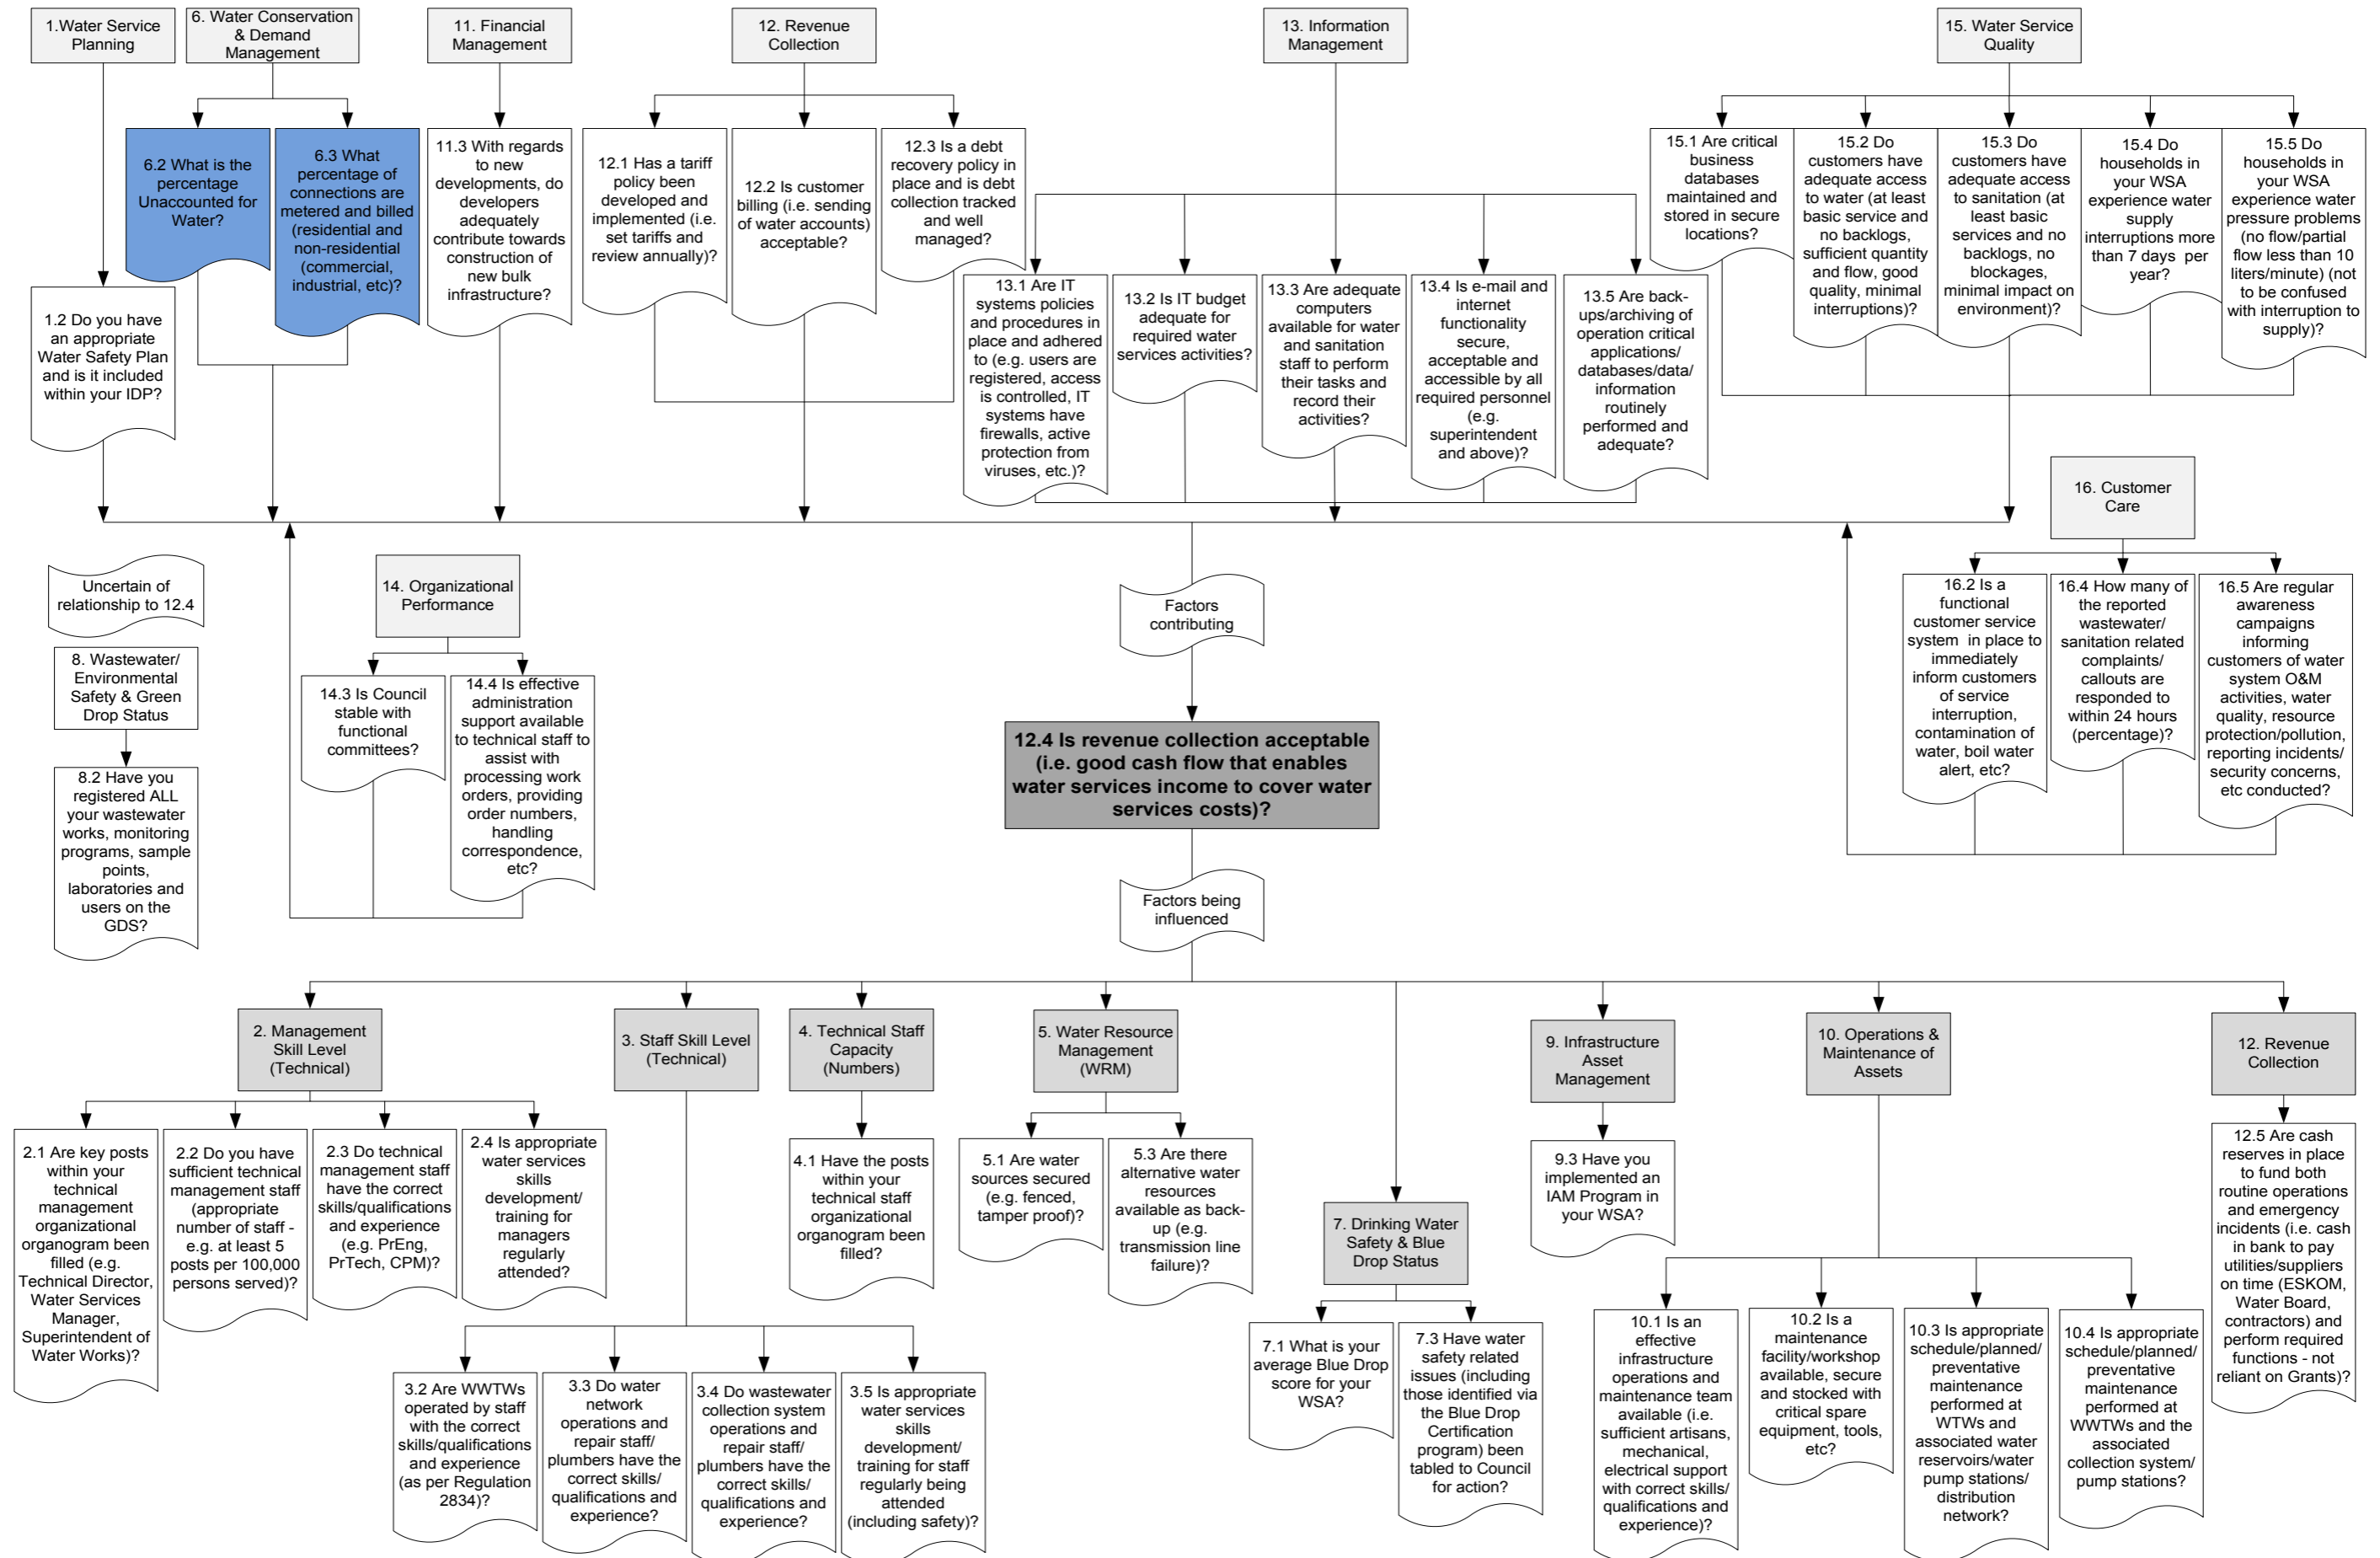 1.Water Service
Planning
6. Water Conservation
& Demand
Management
11. Financial
Management
12. Revenue
Collection
13. Information
Management
15. Water Service
Quality
6.2 What is the
percentage
Unaccounted for
Water?
6.3 What
percentage of
connections are
metered and billed
(residential and
non-residential
(commercial,
industrial, etc)?
11.3 With regards
to new
developments, do
developers
adequately
contribute towards
construction of
new bulk
infrastructure?
12.1 Has a tariff
policy been
developed and
implemented (i.e.
set tariffs and
review annually)?
12.2 Is customer
billing (i.e. sending
of water accounts)
acceptable?
12.3 Is a debt
recovery policy in
place and is debt
collection tracked
and well
managed?
15.1 Are critical
business
databases
maintained and
stored in secure
locations?
15.2 Do
customers have
adequate access
to water (at least
basic service and
no backlogs,
sufficient quantity
and flow, good
quality, minimal
interruptions)?
15.3 Do
customers have
adequate access
to sanitation (at
least basic
services and no
backlogs, no
blockages,
minimal impact on
environment)?
15.4 Do
households in
your WSA
experience water
supply
interruptions more
than 7 days per
year?
15.5 Do
households in
your WSA
experience water
pressure problems
(no flow/partial
flow less than 10
liters/minute) (not
to be confused
with interruption to
supply)?
1.2 Do you have
an appropriate
Water Safety Plan
and is it included
within your IDP?
13.1 Are IT
systems policies
and procedures in
place and adhered
to (e.g. users are
registered, access
is controlled, IT
systems have
firewalls, active
protection from
viruses, etc.)?
13.2 Is IT budget
adequate for
required water
services activities?
13.3 Are adequate
computers
available for water
and sanitation
staff to perform
their tasks and
record their
activities?
13.4 Is e-mail and
internet
functionality
secure,
acceptable and
accessible by all
required personnel
(e.g.
superintendent
and above)?
13.5 Are back-
ups/archiving of
operation critical
applications/
databases/data/
information
routinely
performed and
adequate?
16. Customer
Care
Uncertain of
relationship to 12.4
8. Wastewater/
Environmental
Safety & Green
Drop Status
8.2 Have you
registered ALL
your wastewater
works, monitoring
programs, sample
points,
laboratories and
users on the
GDS?
14. Organizational
Performance
14.3 Is Council
stable with
functional
committees?
14.4 Is effective
administration
support available
to technical staff to
assist with
processing work
orders, providing
order numbers,
handling
correspondence,
etc?
Factors
contributing
12.4 Is revenue collection acceptable
(i.e. good cash flow that enables
water services income to cover water
services costs)?
Factors being
influenced
16.2 Is a
functional
customer service
system in place to
immediately
inform customers
of service
interruption,
contamination of
water, boil water
alert, etc?
16.4 How many of
the reported
wastewater/
sanitation related
complaints/
callouts are
responded to
within 24 hours
(percentage)?
16.5 Are regular
awareness
campaigns
informing
customers of water
system O&M
activities, water
quality, resource
protection/pollution,
reporting incidents/
security concerns,
etc conducted?
2. Management
Skill Level
(Technical)
3. Staff Skill Level
(Technical)
4. Technical Staff
Capacity
(Numbers)
5. Water Resource
Management
(WRM)
9. Infrastructure
Asset
Management
10. Operations &
Maintenance of
Assets
12. Revenue
Collection
2.1 Are key posts
within your
technical
management
organizational
organogram been
filled (e.g.
Technical Director,
Water Services
Manager,
Superintendent of
Water Works)?
2.2 Do you have
sufficient technical
management staff
(appropriate
number of staff -
e.g. at least 5
posts per 100,000
persons served)?
2.3 Do technical
management staff
have the correct
skills/qualifications
and experience
(e.g. PrEng,
PrTech, CPM)?
2.4 Is appropriate
water services
skills
development/
training for
managers
regularly
attended?
4.1 Have the posts
within your
technical staff
organizational
organogram been
filled?
5.1 Are water
sources secured
(e.g. fenced,
tamper proof)?
5.3 Are there
alternative water
resources
available as back-
up (e.g.
transmission line
failure)?
7. Drinking Water
Safety & Blue
Drop Status
9.3 Have you
implemented an
IAM Program in
your WSA?
12.5 Are cash
reserves in place
to fund both
routine operations
and emergency
incidents (i.e. cash
in bank to pay
utilities/suppliers
on time (ESKOM,
Water Board,
contractors) and
perform required
functions - not
reliant on Grants)?
3.2 Are WWTWs
operated by staff
with the correct
skills/qualifications
and experience
(as per Regulation
2834)?
3.3 Do water
network
operations and
repair staff/
plumbers have the
correct skills/
qualifications and
experience?
3.4 Do wastewater
collection system
operations and
repair staff/
plumbers have the
correct skills/
qualifications and
experience?
3.5 Is appropriate
water services
skills
development/
training for staff
regularly being
attended
(including safety)?
7.1 What is your
average Blue Drop
score for your
WSA?
7.3 Have water
safety related
issues (including
those identified via
the Blue Drop
Certification
program) been
tabled to Council
for action?
10.1 Is an
effective
infrastructure
operations and
maintenance team
available (i.e.
sufficient artisans,
mechanical,
electrical support
with correct skills/
qualifications and
experience)?
10.2 Is a
maintenance
facility/workshop
available, secure
and stocked with
critical spare
equipment, tools,
etc?
10.3 Is appropriate
schedule/planned/
preventative
maintenance
performed at
WTWs and
associated water
reservoirs/water
pump stations/
distribution
network?
10.4 Is appropriate
schedule/planned/
preventative
maintenance
performed at
WWTWs and the
associated
collection system/
pump stations?